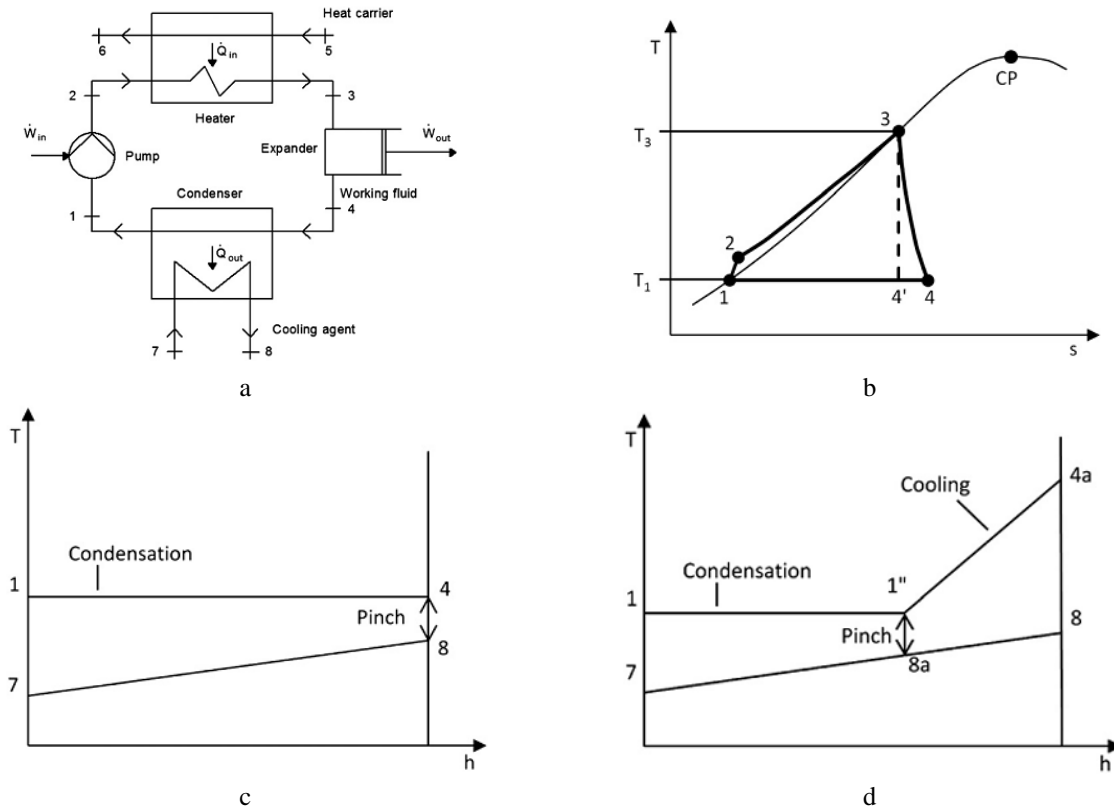 Heat carrier
6
5
Q̇in
2
3
Heater
Ẇin
Ẇout
Pump
Expander
Condenser
Working fluid
1
4
Q̇out
Cooling agent
7
8
a
T
CP
3
T3
2
T1
1
4'
4
s
b
T
Condensation
1
4
Pinch
8
7
h
c
T
4a
Cooling
Condensation
1"
1
8
Pinch
7
8a
h
d